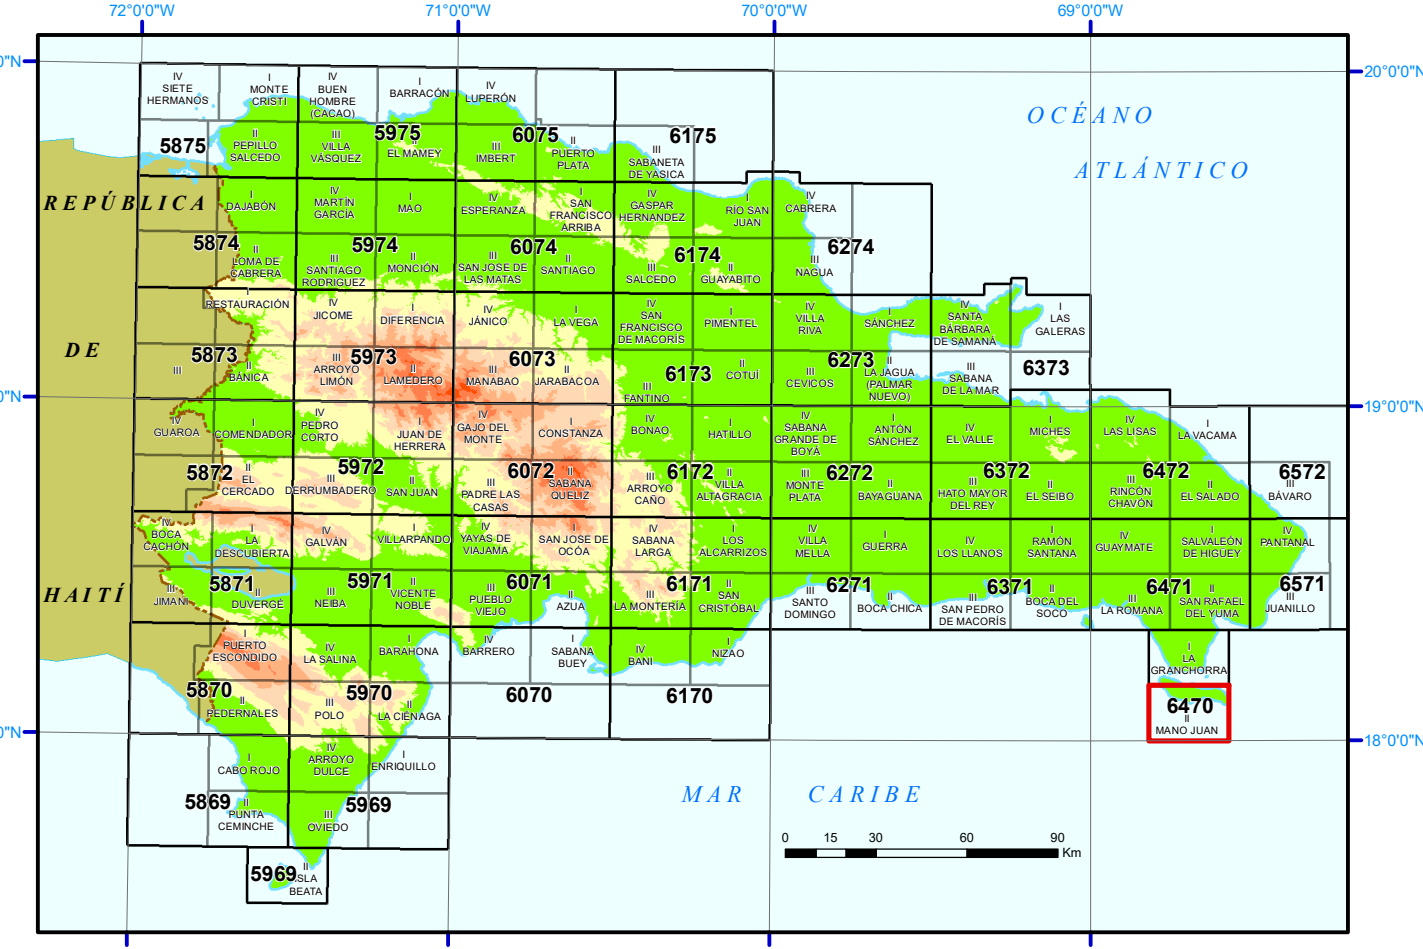 72°0'0"W
71°0'0"W
70°0'0"W
69°0'0"W
0"N
20°0'0"N
OCÉANO
ATLÁNTICO
IV
SIETE
HERMANOS
I
MONTE
CRISTI
IV
BUEN
HOMBRE
(CACAO)
I
BARRACÓN
IV
LUPERÓN
5875
II
PEPILLO
SALCEDO
III
VILLA
VÁSQUEZ
5975
EL MAMEY
III
IMBERT
6075
II
PUERTO
PLATA
III
SABANETA
DE YASICA
6175
REPÚBLICA
I
DAJABÓN
IV
MARTÍN
GARCÍA
I
MAO
IV
ESPERANZA
I
SAN
FRANCISCO
ARRIBA
IV
GASPAR
HERNANDEZ
I
RÍO SAN
JUAN
IV
CABRERA
5874
II
LOMA DE
CABRERA
III
SANTIAGO
RODRIGUEZ
5974
II
MONCIÓN
III
SAN JOSE DE
LAS MATAS
6074
II
SANTIAGO
III
SALCEDO
6174
II
GUAYABITO
III
NAGUA
6274
I
RESTAURACIÓN
IV
JICOME
I
DIFERENCIA
IV
JÁNICO
I
LA VEGA
IV
SAN
FRANCISCO
DE MACORÍS
I
PIMENTEL
IV
VILLA
RIVA
I
SÁNCHEZ
IV
SANTA
BÁRBARA
DE SAMANÁ
I
LAS
GALERAS
DE
5873
III
II
BÁNICA
III
ARROYO
LIMÓN
5973
II
LAMEDERO
III
MANABAO
6073
II
JARABACOA
III
FANTINO
6173
II
COTUÍ
III
CEVICOS
6273
II
LA JAGUA
(PALMAR
NUEVO)
III
SABANA
DE LA MAR
6373
0"N
19°0'0"N
IV
GUAROA
I
COMENDADOR
IV
PEDRO
CORTO
I
JUAN DE
HERRERA
IV
GAJO DEL
MONTE
I
CONSTANZA
IV
BONAO
I
HATILLO
IV
SABANA
GRANDE DE
BOYÁ
I
ANTÓN
SÁNCHEZ
IV
EL VALLE
I
MICHES
IV
LAS LISAS
I
LA VACAMA
5872
II
EL
CERCADO
III
DERRUMBADERO
5972
II
SAN JUAN
III
PADRE LAS
CASAS
6072
II
SABANA
QUELIZ
III
ARROYO
CAÑO
6172
II
VILLA
ALTAGRACIA
III
MONTE
PLATA
6272
II
BAYAGUANA
III
HATO MAYOR
DEL REY
6372
II
EL SEIBO
III
RINCÓN
CHAVÓN
6472
II
EL SALADO
6572
III
BÁVARO
IV
BOCA
CACHÓN
I
LA
DESCUBIERTA
IV
GALVÁN
I
VILLARPANDO
IV
YAYAS DE
VIAJAMA
I
SAN JOSE DE
OCÓA
IV
SABANA
LARGA
I
LOS
ALCARRIZOS
IV
VILLA
MELLA
I
GUERRA
IV
LOS LLANOS
I
RAMÓN
SANTANA
IV
GUAYMATE
I
SALVALEÓN
DE HIGÜEY
IV
PANTANAL
HAITÍ
III
JIMANI
5871
II
DUVERGÉ
III
NEIBA
5971
II
VICENTE
NOBLE
III
PUEBLO
VIEJO
6071
II
AZUA
III
LA MONTERÍA
6171
II
SAN
CRISTÓBAL
III
SANTO
DOMINGO
6271
II
BOCA CHICA
III
SAN PEDRO
DE MACORÍS
6371
II
BOCA DEL
SOCO
III
LA ROMANA
6471
II
SAN RAFAEL
DEL YUMA
6571
III
JUANILLO
I
PUERTO
ESCONDIDO
IV
LA SALINA
I
BARAHONA
IV
BARRERO
I
SABANA
BUEY
IV
BANI
I
NIZAO
I
LA
GRANCHORRA
5870
II
PEDERNALES
III
POLO
5970
II
LA CIÉNAGA
6070
6170
6470
II
MANO JUAN
0"N
18°0'0"N
I
CABO ROJO
IV
ARROYO
DULCE
I
ENRIQUILLO
MAR CARIBE
5869
II
PUNTA
CEMINCHE
III
OVIEDO
5969
0 15 30 60 90
Km
5969
II
ISLA
BEATA